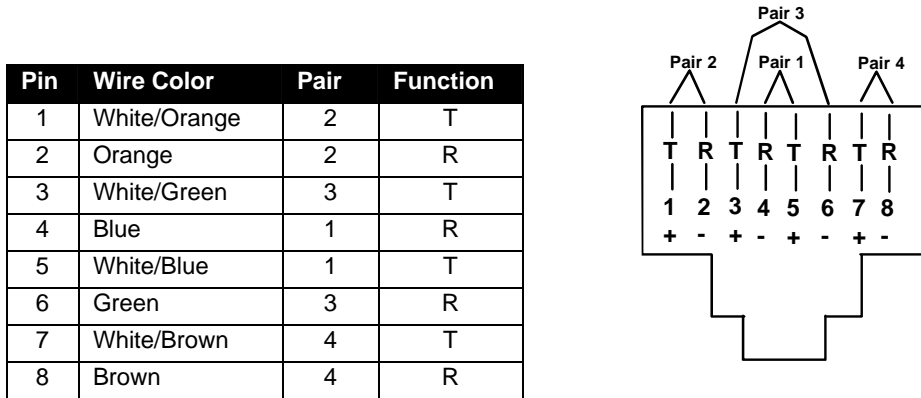 Pin Wire Color Pair Function
1 White/Orange 2 T
2 Orange 2 R
3 White/Green 3 T
4 Blue 1 R
5 White/Blue 1 T
6 Green 3 R
7 White/Brown 4 T
8 Brown 4 R
Pair 3
Pair 2 Pair 1 Pair 4
T R T R T R T R
1 2 3 4 5 6 7 8
+ - + - + - + -